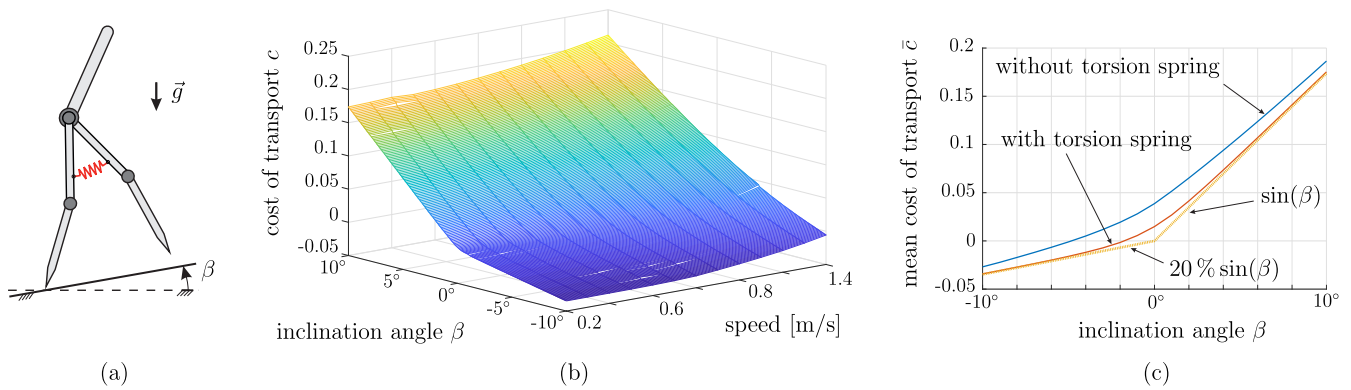 g⃗
β
(a)
cost of transport c
0.25
0.2
0.15
0.1
0.05
0
-0.05
10°
5°
0°
-5°
-10°
inclination angle β
0.2
0.6
0.8
1.4
speed [m/s]
(b)
mean cost of transport c̄
0.2
0.15
0.1
0.05
0
-0.05
without torsion spring
with torsion spring
sin(β)
20 % sin(β)
-10°
0°
10°
inclination angle β
(c)